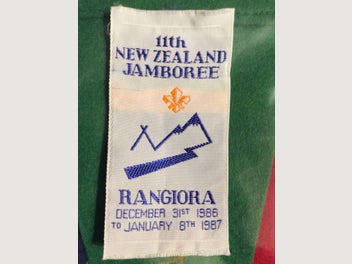 11th
NEW ZEALAND
JAMBOREE
RANGIORA
DECEMBER 31ST 1986
TO JANUARY 8TH 1987